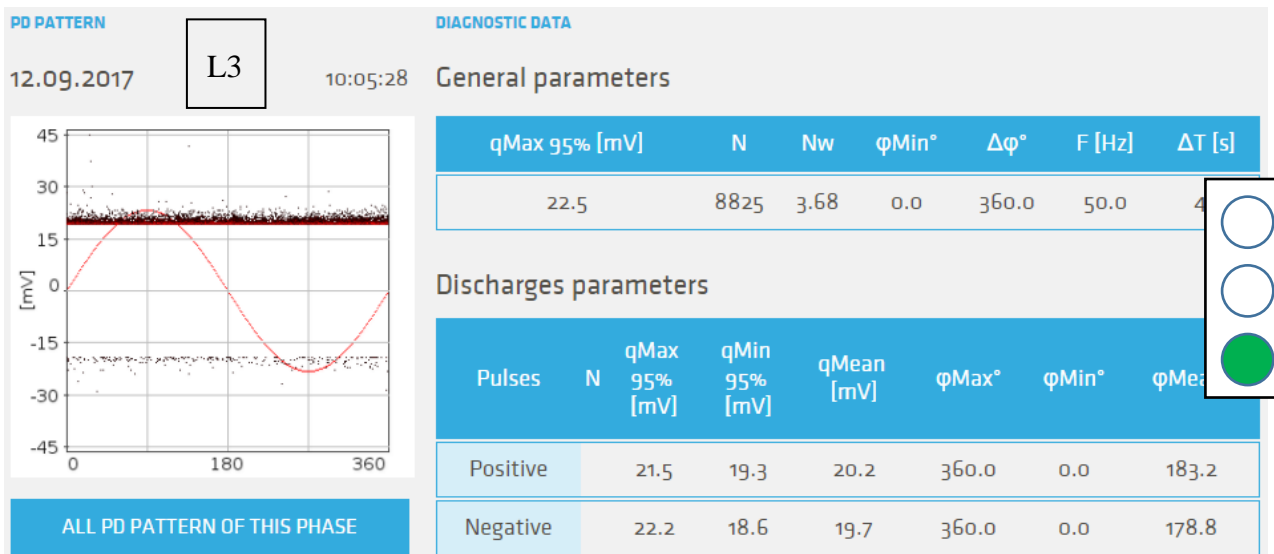 PD PATTERN
12.09.2017 L3 10:05:28
45
30
15
0
-15
-30
-45
[mV]
0 180 360
ALL PD PATTERN OF THIS PHASE
DIAGNOSTIC DATA
General parameters
qMax 95% [mV] N Nw φMin° Δφ° F [Hz] ΔT [s]
22.5 8825 3.68 0.0 360.0 50.0
Discharges parameters
Pulses N qMax 95% [mV] qMin 95% [mV] qMean [mV] φMax° φMin°
Positive 21.5 19.3 20.2 360.0 0.0 183.2
Negative 22.2 18.6 19.7 360.0 0.0 178.8